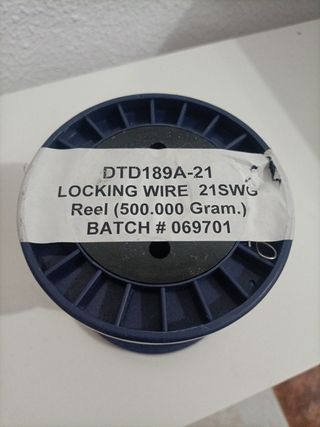 DTD189A-21
LOCKING WIRE 21SWG
Reel (500.000 Gram.)
BATCH # 069701